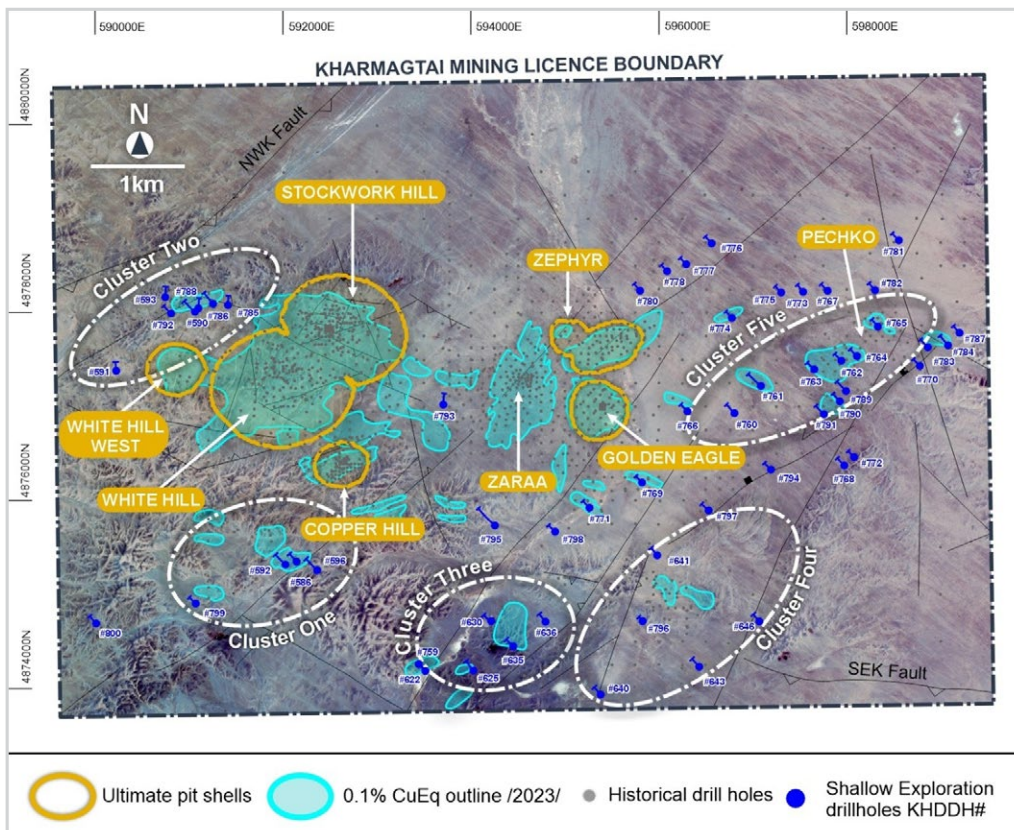 590000E
592000E
594000E
596000E
598000E
KHARMAGTAI MINING LICENCE BOUNDARY
4880000N
4878000N
4876000N
4874000N
N
1km
NWK Fault
STOCKWORK HILL
Cluster Two
#593
#788
#792
#590
#786
#785
#591
WHITE HILL
WEST
WHITE HILL
COPPER HILL
#793
ZARAA
ZEPHYR
GOLDEN EAGLE
PECHKO
#776
#777
#778
#780
#781
#775
#773
#767
#782
#774
Cluster Five
#765
#787
#764
#784
#783
#762
#763
#770
#761
#789
#790
#791
#760
#766
#772
#768
#794
#769
#771
#797
#795
#798
Cluster One
#592
#586
#596
#799
#800
Cluster Three
#630
#636
#635
#759
#622
#625
Cluster Four
#641
#796
#646
#643
#640
SEK Fault
Ultimate pit shells
0.1% CuEq outline /2023/
Historical drill holes
Shallow Exploration
drillholes KHDDH#